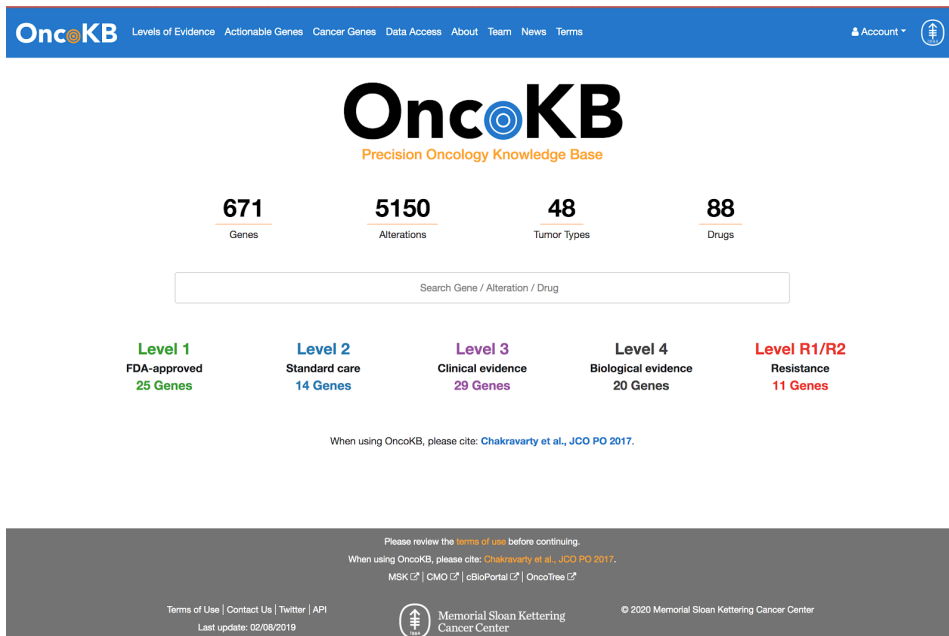 OncoKB Levels of Evidence Actionable Genes Cancer Genes Data Access About Team News Terms Account
OncoKB
Precision Oncology Knowledge Base
671 5150 48 88
Genes Alterations Tumor Types Drugs
Search Gene / Alteration / Drug
Level 1 Level 2 Level 3 Level 4 Level R1/R2
FDA-approved Standard care Clinical evidence Biological evidence Resistance
25 Genes 14 Genes 29 Genes 20 Genes 11 Genes
When using OncoKB, please cite: Chakravarty et al., JCO PO 2017.
Please review the terms of use before continuing.
When using OncoKB, please cite: Chakravarty et al., JCO PO 2017.
MSK | CMO | cBioPortal | OncoTree
Terms of Use | Contact Us | Twitter | API
Last update: 02/08/2019
Memorial Sloan Kettering
Cancer Center
© 2020 Memorial Sloan Kettering Cancer Center